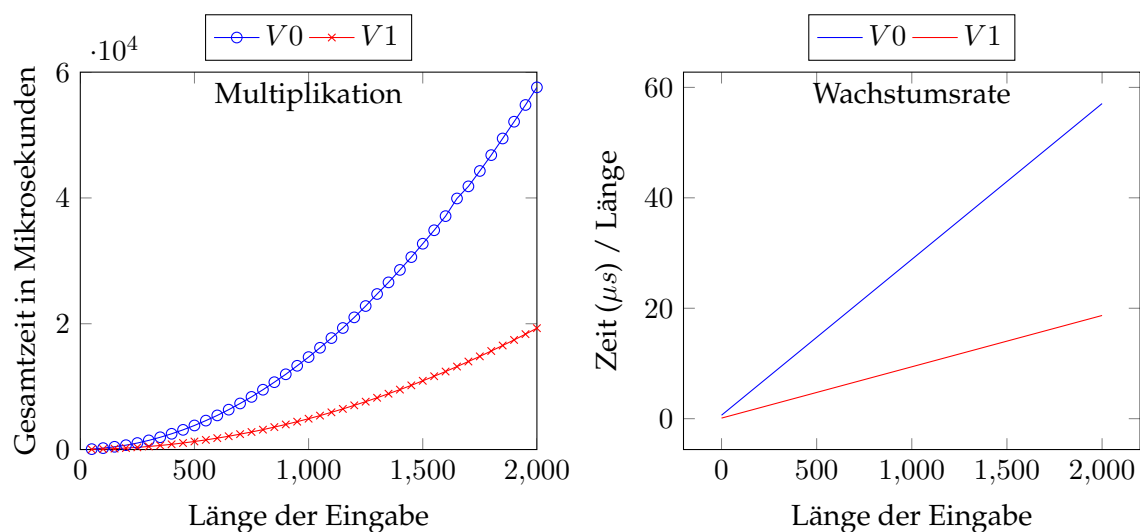 V0 V1
·10⁴
Multiplikation
Gesamtzeit in Mikrosekunden
6
4
2
0
0 500 1,000 1,500 2,000
Länge der Eingabe
V0 V1
Wachstumsrate
Zeit (μs) / Länge
60
40
20
0
0 500 1,000 1,500 2,000
Länge der Eingabe